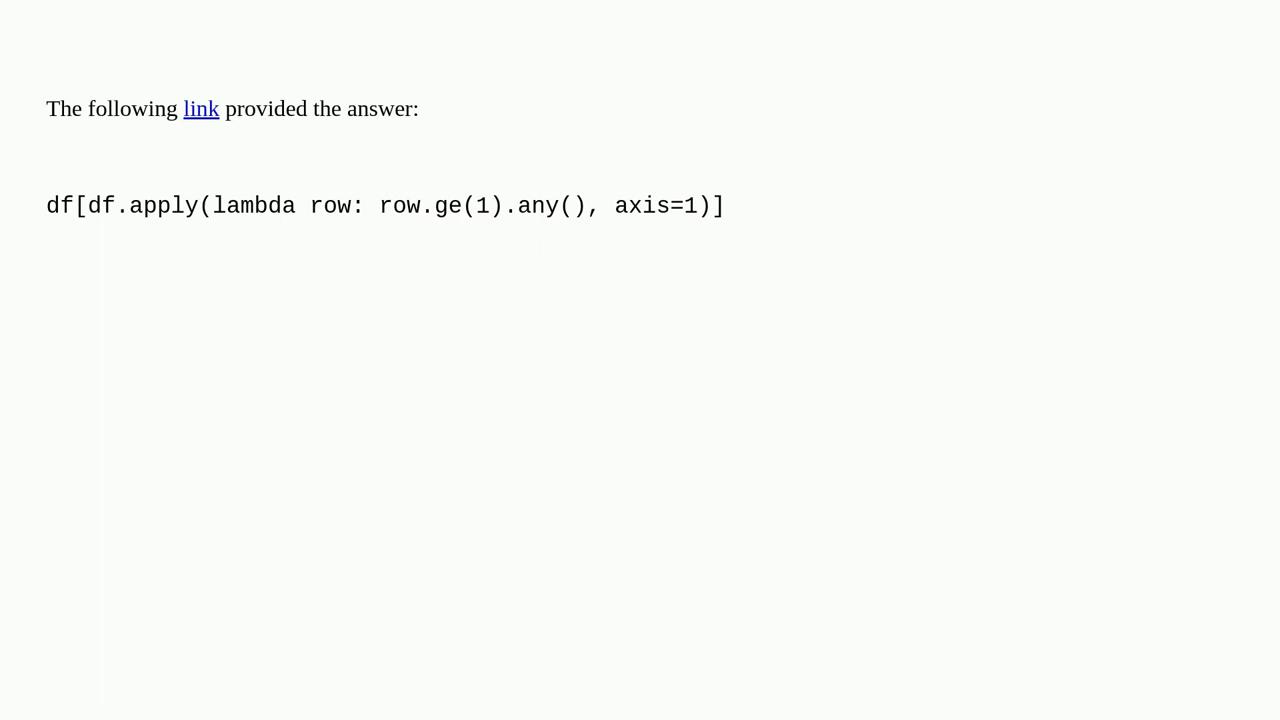 The following link provided the answer:
df[df.apply(lambda row: row.ge(1).any(), axis=1)]